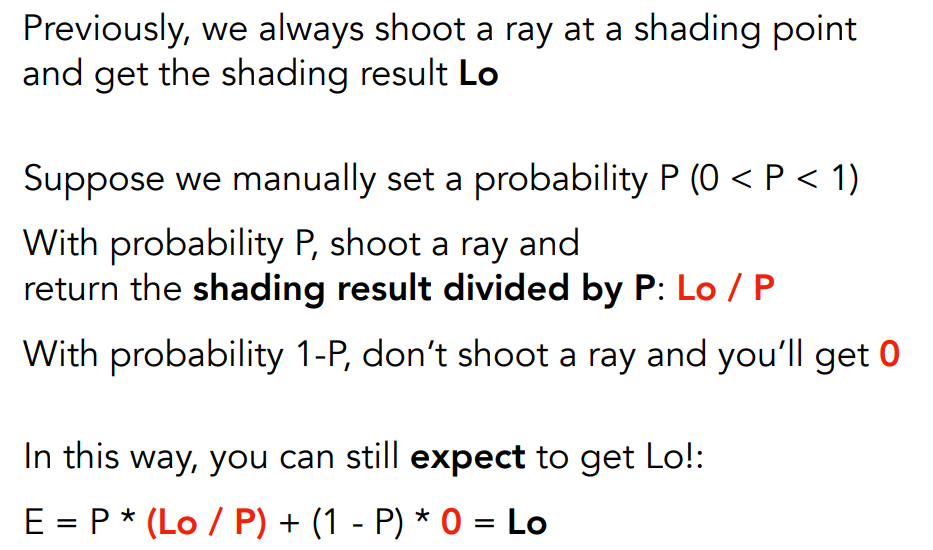 Previously, we always shoot a ray at a shading point
and get the shading result Lo
Suppose we manually set a probability P (0 < P < 1)
With probability P, shoot a ray and
return the shading result divided by P: Lo / P
With probability 1-P, don’t shoot a ray and you’ll get 0
In this way, you can still expect to get Lo!:
E = P * (Lo / P) + (1 - P) * 0 = Lo